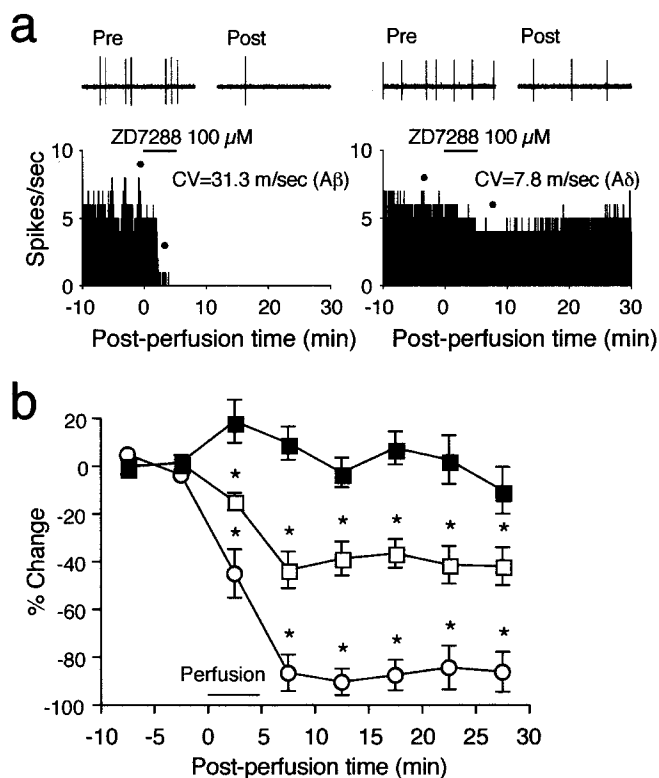 a
Pre Post Pre Post
ZD7288 100 μM ZD7288 100 μM
CV=31.3 m/sec (Aβ) CV=7.8 m/sec (Aδ)
Spikes/sec
10 10
5 5
0 0
-10 0 10 20 30 -10 0 10 20 30
Post-perfusion time (min) Post-perfusion time (min)
b
% Change
20
0
-20
-40
-60
-80
-100
* * * * * *
* * * * * *
Perfusion
-10 -5 0 5 10 15 20 25 30
Post-perfusion time (min)